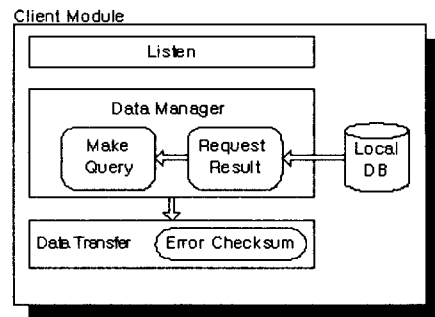 Client Module
Listen
Data Manager
Make
Query
Request
Result
Local
DB
Data Transfer
Error Checksum